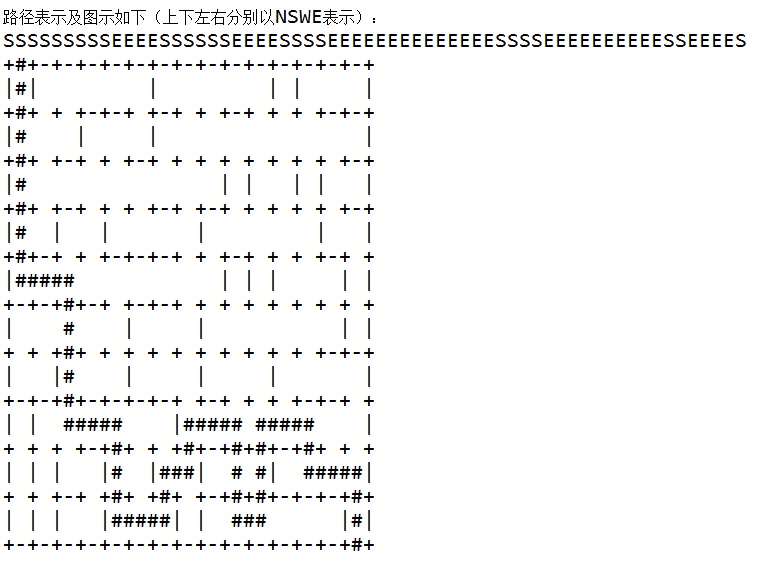 路径表示及图示如下（上下左右分别以NSWE表示）：
SSSSSSSSSEEEESSSSSSEEEESSSSEEEEEEEEEEEEEESSSSEEEEEEEEEESSEEEES
+#+-+-+-+-+-+-+-+-+-+-+-+-+-+-+
|#|         |         | |     |
+#+ + +-+-+ +-+ + +-+ + + +-+-+
|#    |     |                 |
+#+ +-+ + +-+ + + + + + + + +-+
|#                | |   | |   |
+#+ +-+ + + +-+ +-+ + + + + +-+
|#  |   |       |         |   |
+#+-+ + +-+-+-+ + +-+ + + +-+ +
|#####            | | |     | |
+-+-+#+-+ +-+-+ + + + + + + + +
|    #    |     |           | |
+ + +#+ + + + + + + + + + +-+-+
|   |#    |     |     |       |
+-+-+#+-+-+-+-+ +-+ + + +-+-+ +
| |  #####    |##### #####    |
+ + + +-+#+ + +#+-+#+#+-+#+ + +
| | |   |#  |###|  # #|  #####|
+ + +-+ +#+ +#+ +-+#+#+-+-+-+#+
| | |   |#####| |  ###      |#|
+-+-+-+-+-+-+-+-+-+-+-+-+-+-+#+